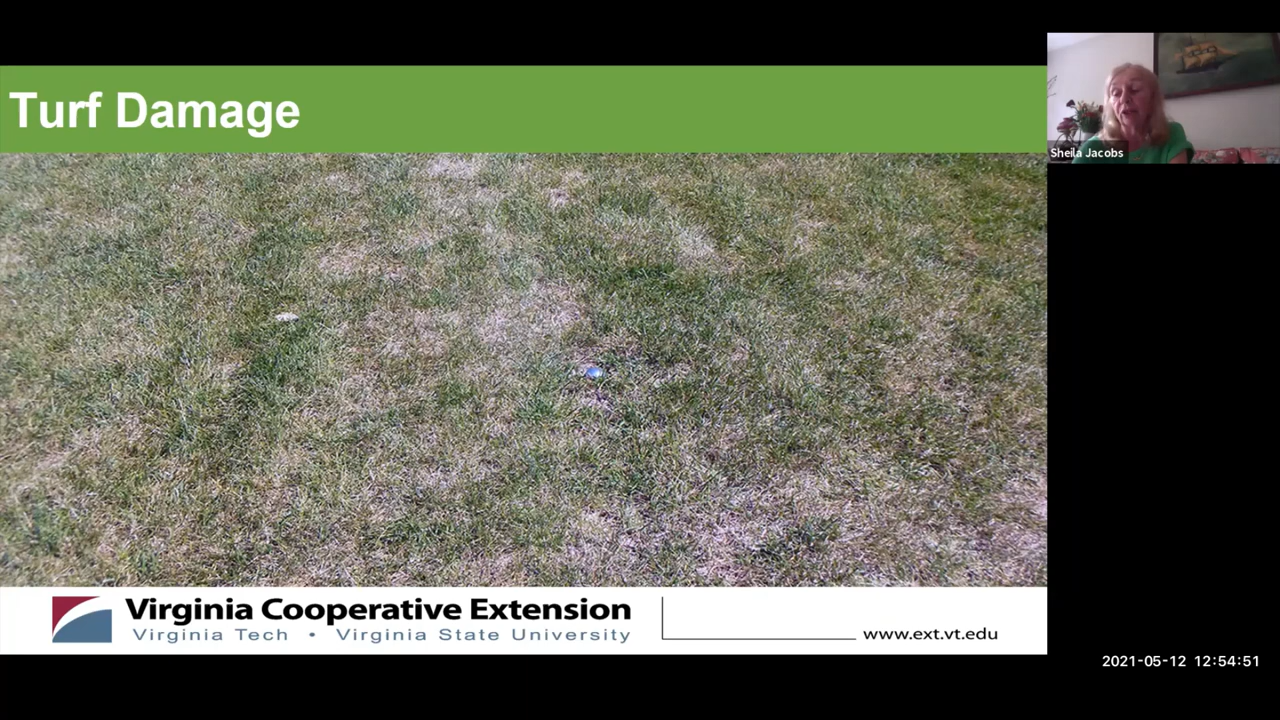 Turf Damage
Sheila Jacobs
Virginia Cooperative Extension
Virginia Tech • Virginia State University
www.ext.vt.edu
2021-05-12 12:54:51